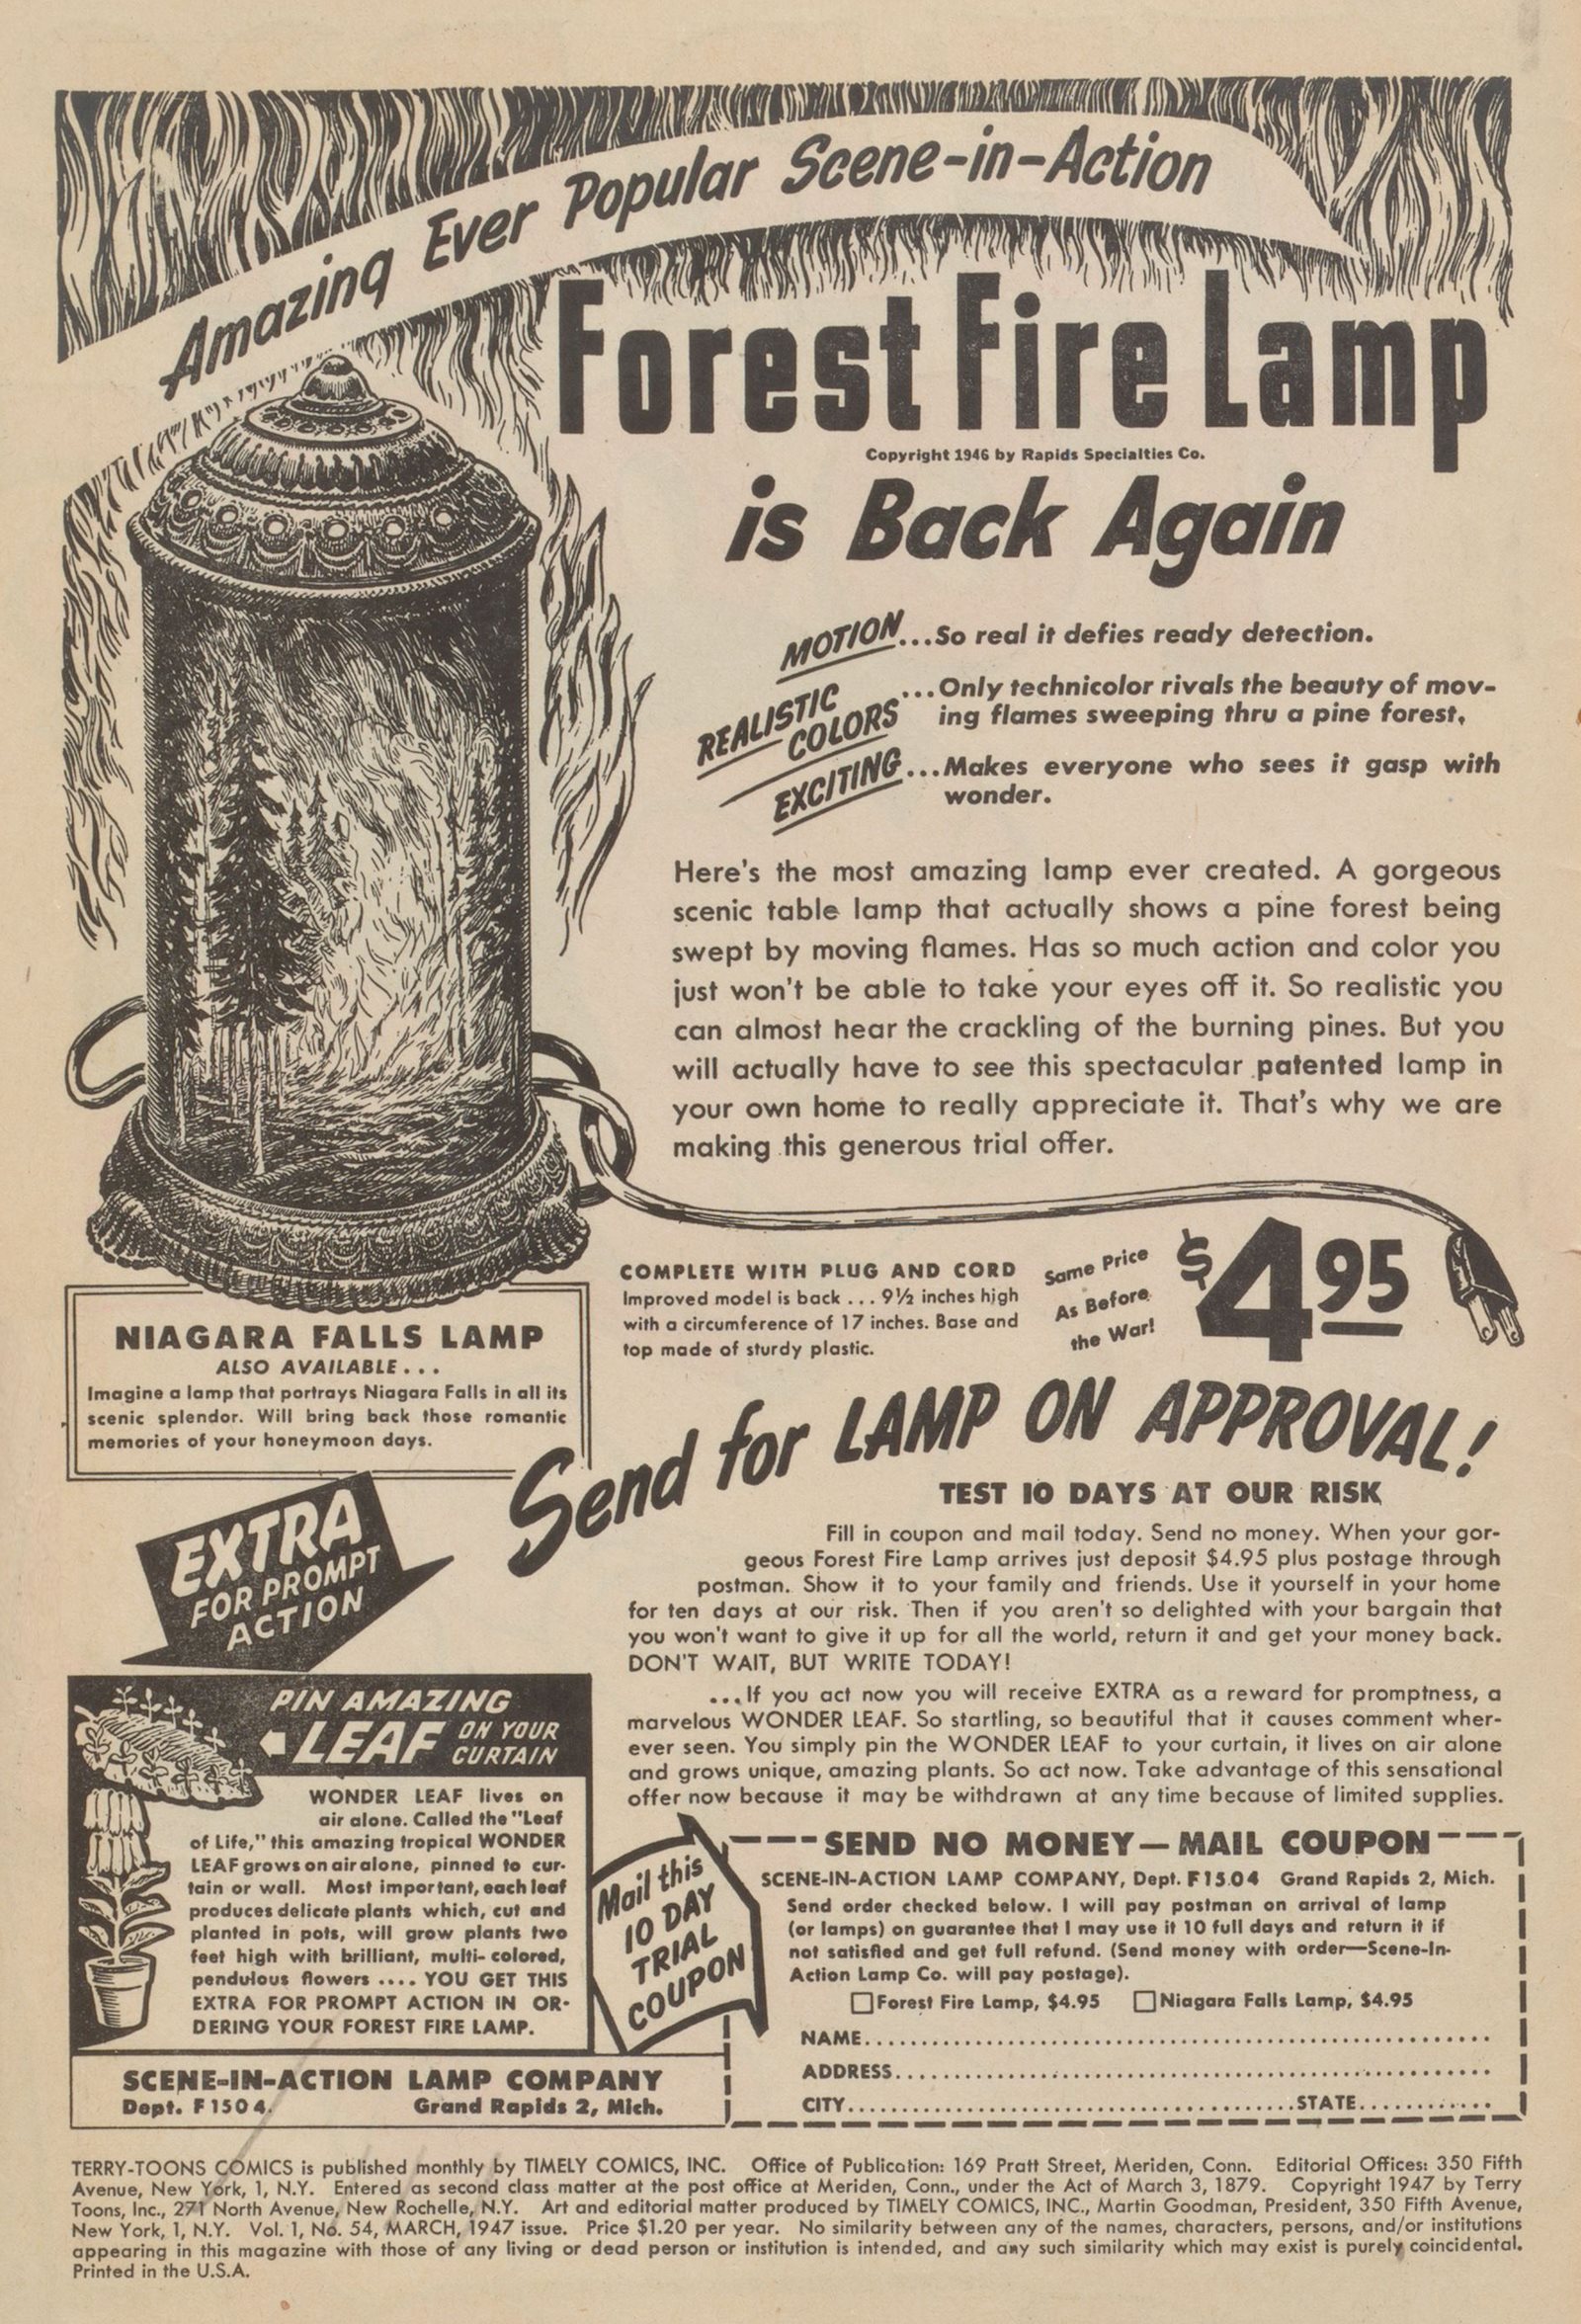 Amazing Ever Popular Scene-in-Action
Forest Fire Lamp
Copyright 1946 by Rapids Specialties Co.
is Back Again
MOTION...So real it defies ready detection.
REALISTIC COLORS ...Only technicolor rivals the beauty of mov-
ing flames sweeping thru a pine forest,
EXCITING...Makes everyone who sees it gasp with
wonder.
Here's the most amazing lamp ever created. A gorgeous
scenic table lamp that actually shows a pine forest being
swept by moving flames. Has so much action and color you
just won't be able to take your eyes off it. So realistic you
can almost hear the crackling of the burning pines. But you
will actually have to see this spectacular patented lamp in
your own home to really appreciate it. That's why we are
making this generous trial offer.
COMPLETE WITH PLUG AND CORD
Improved model is back ... 9½ inches high
with a circumference of 17 inches. Base and
top made of sturdy plastic.
Same Price
As Before
the War!
$4.95
NIAGARA FALLS LAMP
ALSO AVAILABLE...
Imagine a lamp that portrays Niagara Falls in all its
scenic splendor. Will bring back those romantic
memories of your honeymoon days.
Send for LAMP ON APPROVAL!
TEST 10 DAYS AT OUR RISK
Fill in coupon and mail today. Send no money. When your gor-
geous Forest Fire Lamp arrives just deposit $4.95 plus postage through
postman. Show it to your family and friends. Use it yourself in your home
for ten days at our risk. Then if you aren't so delighted with your bargain that
you won't want to give it up for all the world, return it and get your money back.
DON'T WAIT, BUT WRITE TODAY!
...If you act now you will receive EXTRA as a reward for promptness, a
marvelous WONDER LEAF. So startling, so beautiful that it causes comment wher-
ever seen. You simply pin the WONDER LEAF to your curtain, it lives on air alone
and grows unique, amazing plants. So act now. Take advantage of this sensational
offer now because it may be withdrawn at any time because of limited supplies.
EXTRA
FOR PROMPT
ACTION
PIN AMAZING
LEAF ON YOUR
CURTAIN
WONDER LEAF lives on
air alone. Called the "Leaf
of Life," this amazing tropical WONDER
LEAF grows on air alone, pinned to cur-
tain or wall. Most important, each leaf
produces delicate plants which, cut and
planted in pots, will grow plants two
feet high with brilliant, multi-colored,
pendulous flowers .... YOU GET THIS
EXTRA FOR PROMPT ACTION IN OR-
DERING YOUR FOREST FIRE LAMP.
SCENE-IN-ACTION LAMP COMPANY
Dept. F1504. Grand Rapids 2, Mich.
Mail this
10 DAY
TRIAL
COUPON
SEND NO MONEY—MAIL COUPON
SCENE-IN-ACTION LAMP COMPANY, Dept. F15.04 Grand Rapids 2, Mich.
Send order checked below. I will pay postman on arrival of lamp
(or lamps) on guarantee that I may use it 10 full days and return it if
not satisfied and get full refund. (Send money with order—Scene-In-
Action Lamp Co. will pay postage).
Forest Fire Lamp, $4.95 Niagara Falls Lamp, $4.95
NAME
ADDRESS
CITY STATE
TERRY-TOONS COMICS is published monthly by TIMELY COMICS, INC. Office of Publication: 169 Pratt Street, Meriden, Conn. Editorial Offices: 350 Fifth
Avenue, New York, 1, N.Y. Entered as second class matter at the post office at Meriden, Conn., under the Act of March 3, 1879. Copyright 1947 by Terry
Toons, Inc., 271 North Avenue, New Rochelle, N.Y. Art and editorial matter produced by TIMELY COMICS, INC., Martin Goodman, President, 350 Fifth Avenue,
New York, 1, N.Y. Vol. 1, No. 54, MARCH, 1947 issue. Price $1.20 per year. No similarity between any of the names, characters, persons, and/or institutions
appearing in this magazine with those of any living or dead person or institution is intended, and any such similarity which may exist is purely coincidental.
Printed in the U.S.A.